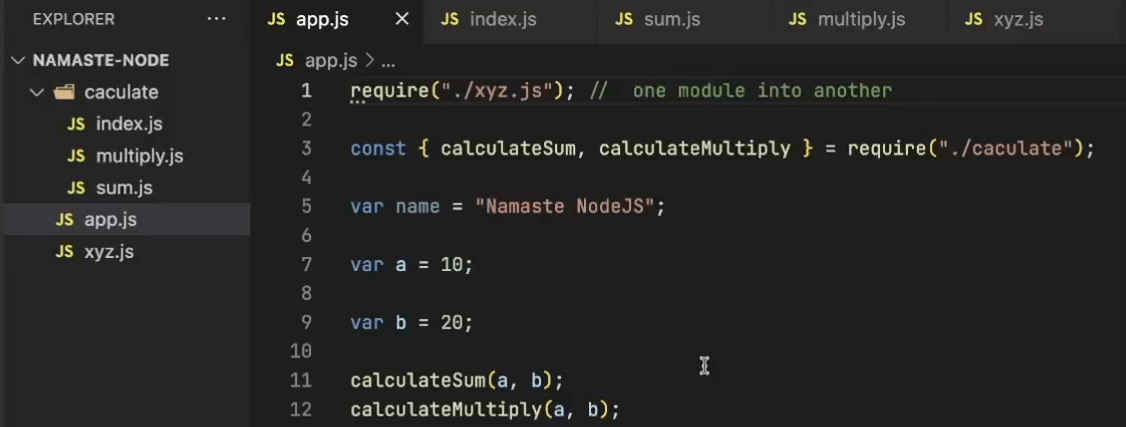 EXPLORER ...
JS app.js × JS index.js JS sum.js JS multiply.js JS xyz.js
NAMASTE-NODE
caculate
JS index.js
JS multiply.js
JS sum.js
JS app.js
JS xyz.js
JS app.js > ...
1 require("./xyz.js"); //  one module into another
2
3 const { calculateSum, calculateMultiply } = require("./caculate");
4
5 var name = "Namaste NodeJS";
6
7 var a = 10;
8
9 var b = 20;
10
11 calculateSum(a, b);
12 calculateMultiply(a, b);